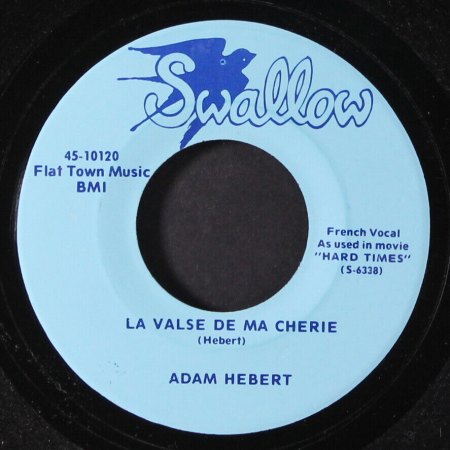 Swallow
45-10120
Flat Town Music
BMI
French Vocal
As used in movie
"HARD TIMES"
(S-6338)
LA VALSE DE MA CHERIE
(Hebert)
ADAM HEBERT